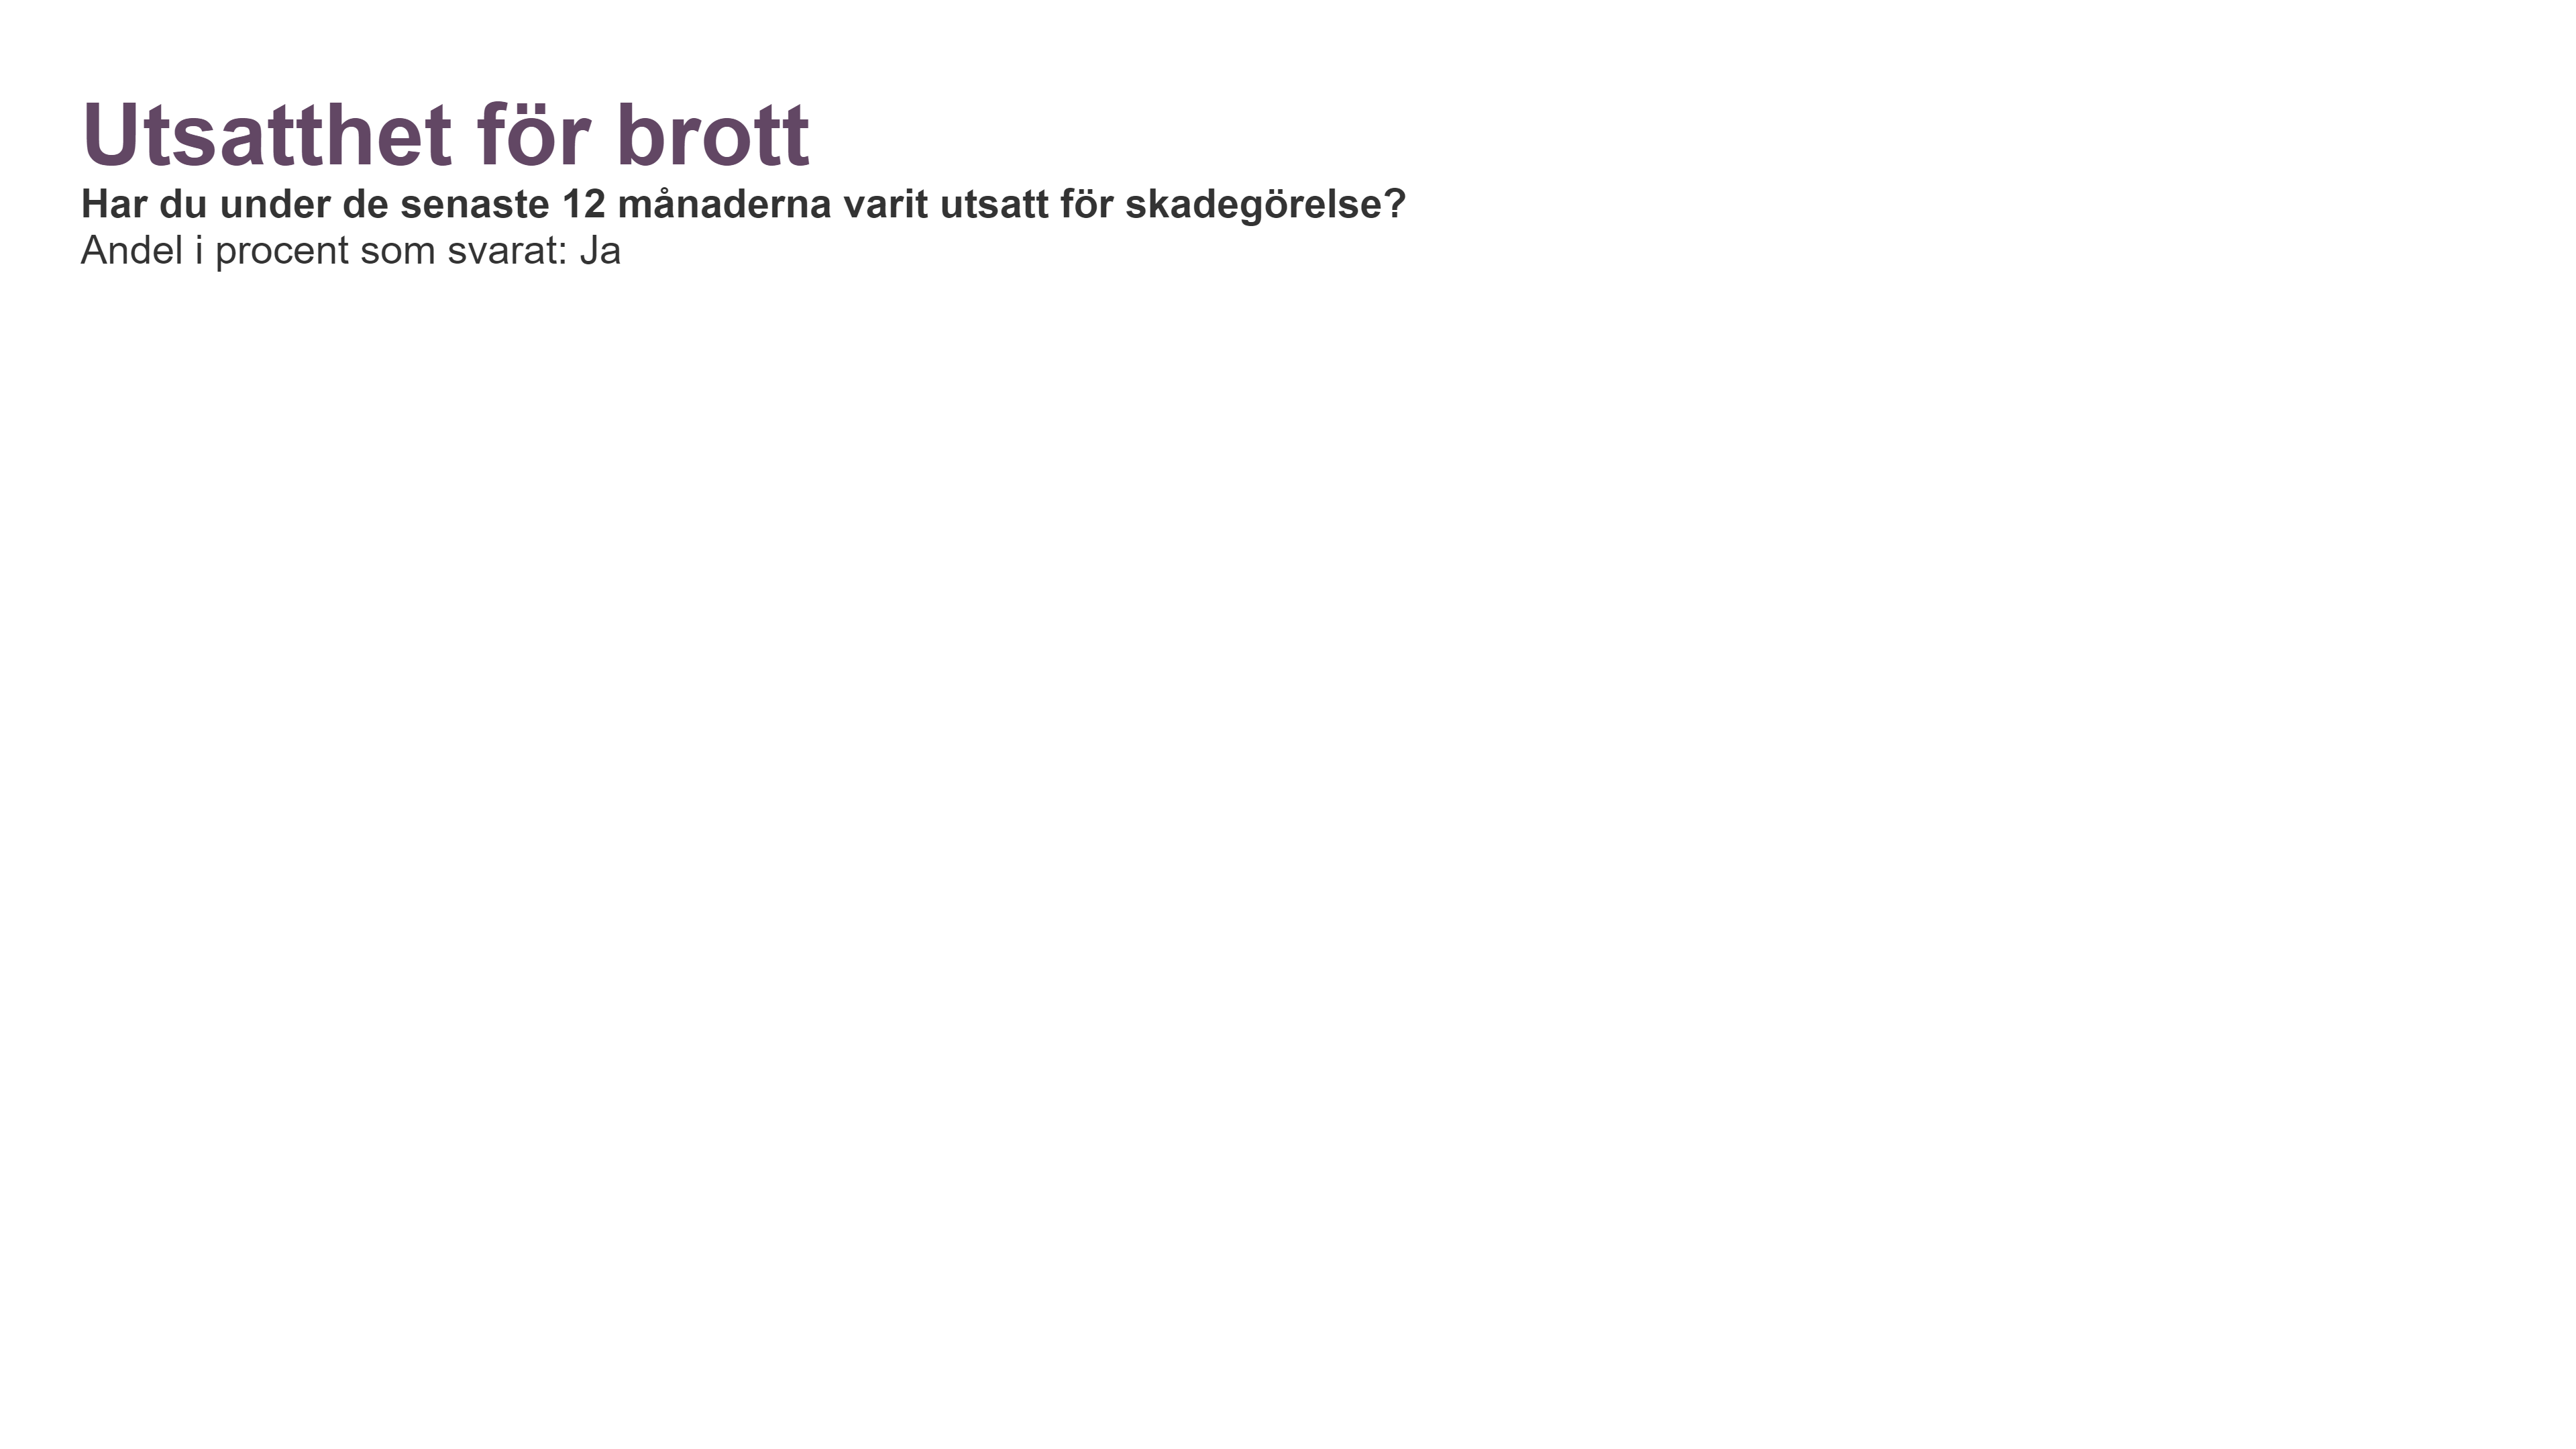 Utsatthet för brott
Har du under de senaste 12 månaderna varit utsatt för skadegörelse?
Andel i procent som svarat: Ja